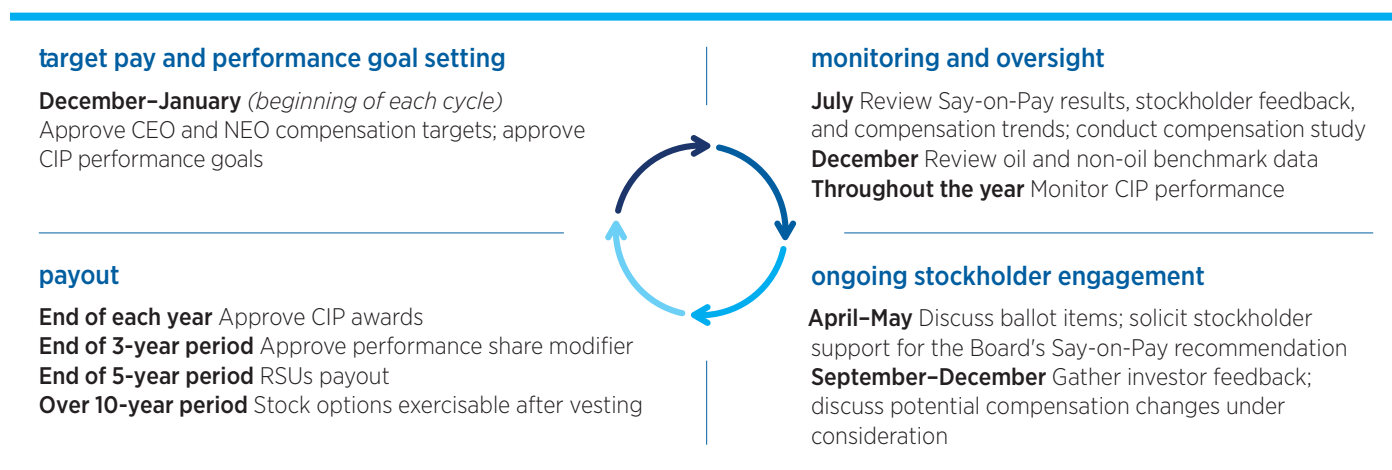 target pay and performance goal setting
December–January (beginning of each cycle)
Approve CEO and NEO compensation targets; approve
CIP performance goals
monitoring and oversight
July Review Say-on-Pay results, stockholder feedback,
and compensation trends; conduct compensation study
December Review oil and non-oil benchmark data
Throughout the year Monitor CIP performance
payout
End of each year Approve CIP awards
End of 3-year period Approve performance share modifier
End of 5-year period RSUs payout
Over 10-year period Stock options exercisable after vesting
ongoing stockholder engagement
April–May Discuss ballot items; solicit stockholder
support for the Board's Say-on-Pay recommendation
September–December Gather investor feedback;
discuss potential compensation changes under
consideration